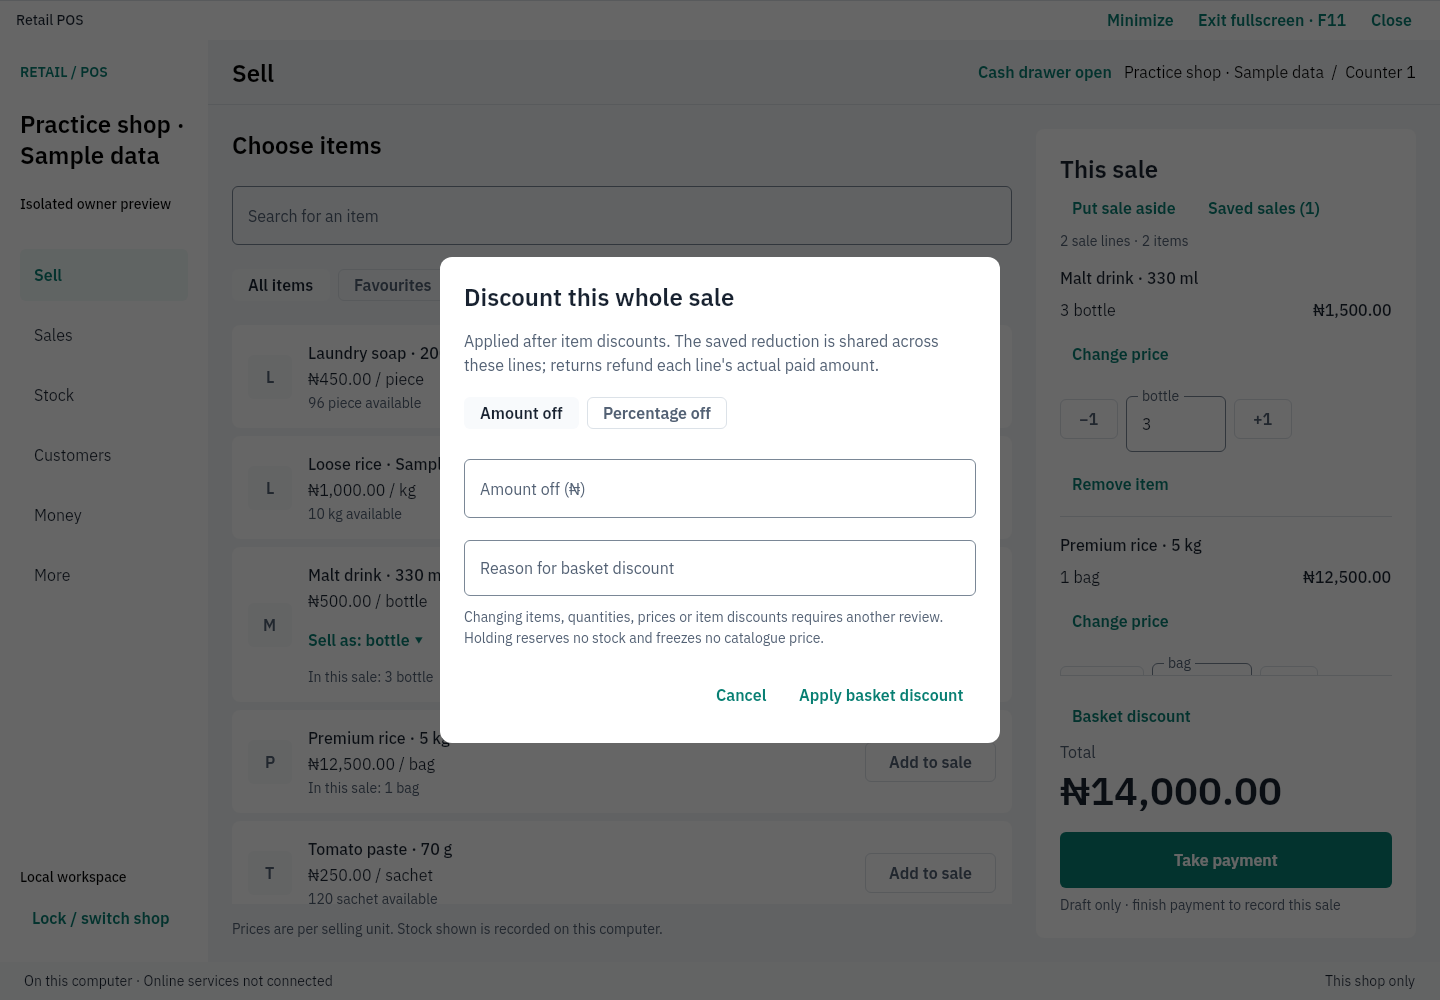 Retail POS
Minimize
Exit fullscreen · F11
Close
RETAIL / POS
Practice shop ·
Sample data
Isolated owner preview
Sell
Sales
Stock
Customers
Money
More
Local workspace
Lock / switch shop
Sell
Cash drawer open
Practice shop · Sample data / Counter 1
Choose items
Search for an item
All items
Favourites
L
Laundry soap · 20
₦450.00 / piece
96 piece available
L
Loose rice · Sampl
₦1,000.00 / kg
10 kg available
M
Malt drink · 330 m
₦500.00 / bottle
Sell as: bottle ▾
In this sale: 3 bottle
P
Premium rice · 5 kg
₦12,500.00 / bag
In this sale: 1 bag
Add to sale
T
Tomato paste · 70 g
₦250.00 / sachet
120 sachet available
Add to sale
Prices are per selling unit. Stock shown is recorded on this computer.
Discount this whole sale
Applied after item discounts. The saved reduction is shared across
these lines; returns refund each line's actual paid amount.
Amount off
Percentage off
Amount off (₦)
Reason for basket discount
Changing items, quantities, prices or item discounts requires another review.
Holding reserves no stock and freezes no catalogue price.
Cancel
Apply basket discount
This sale
Put sale aside
Saved sales (1)
2 sale lines · 2 items
Malt drink · 330 ml
3 bottle
₦1,500.00
Change price
−1
bottle
3
+1
Remove item
Premium rice · 5 kg
1 bag
₦12,500.00
Change price
bag
Basket discount
Total
₦14,000.00
Take payment
Draft only · finish payment to record this sale
On this computer · Online services not connected
This shop only